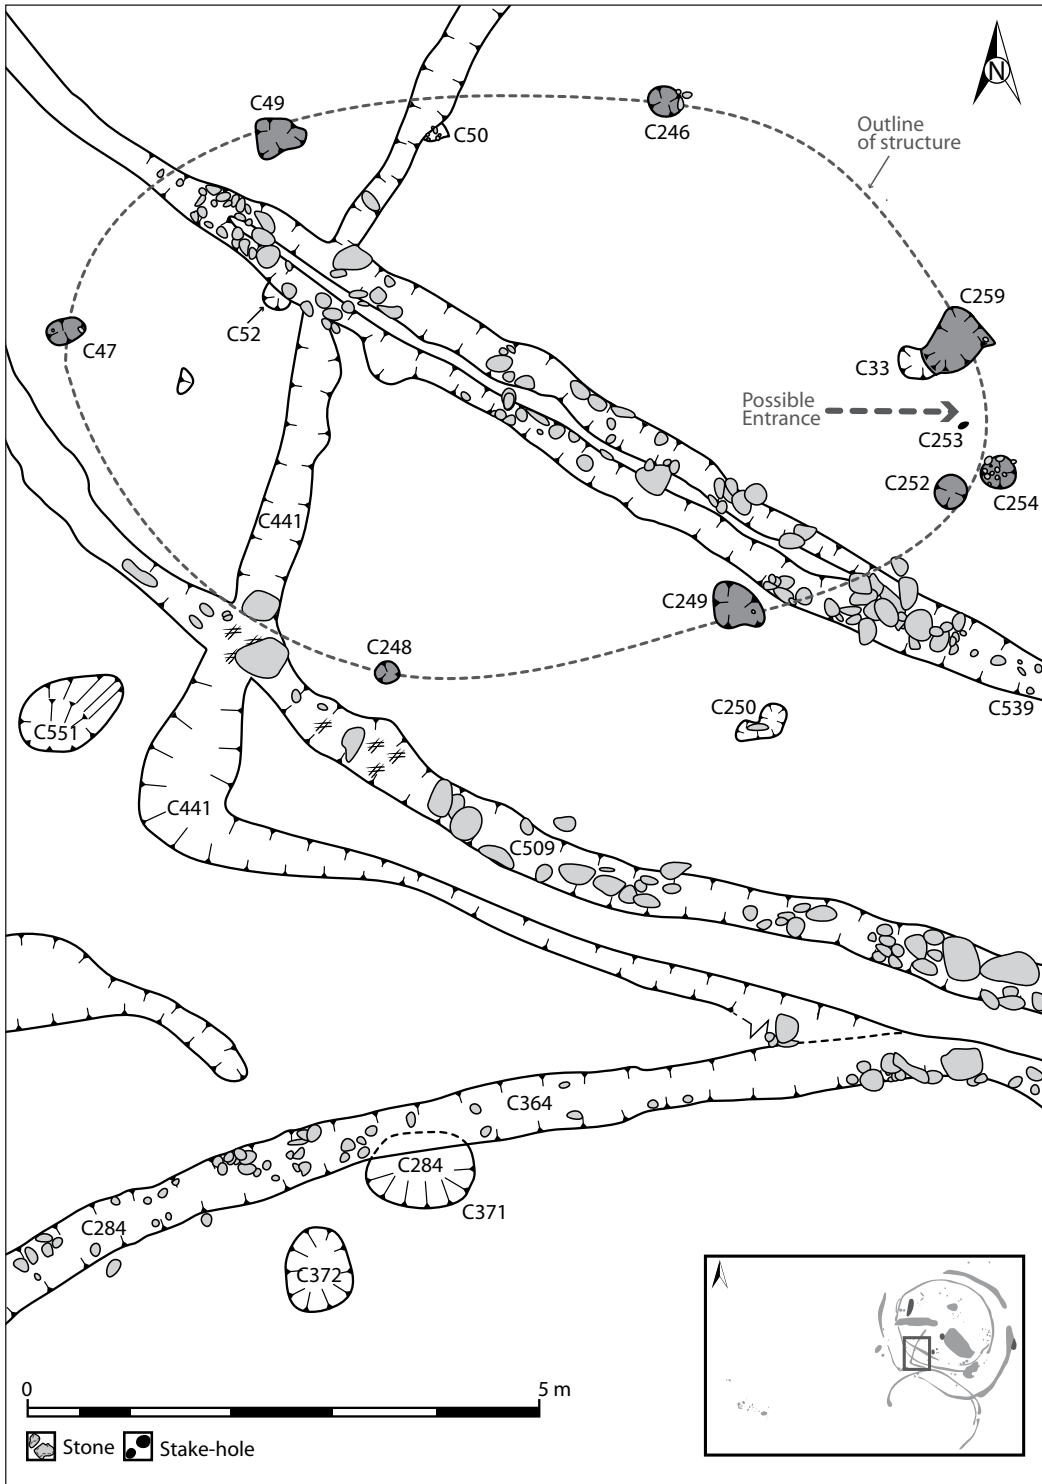 N
C49
C50
C246
Outline
of structure
C52
C47
C259
C33
Possible
Entrance
C253
C252
C254
C441
C249
C248
C250
C539
C551
C441
C509
C364
C284
C371
C284
C372
0
5 m
Stone
Stake-hole